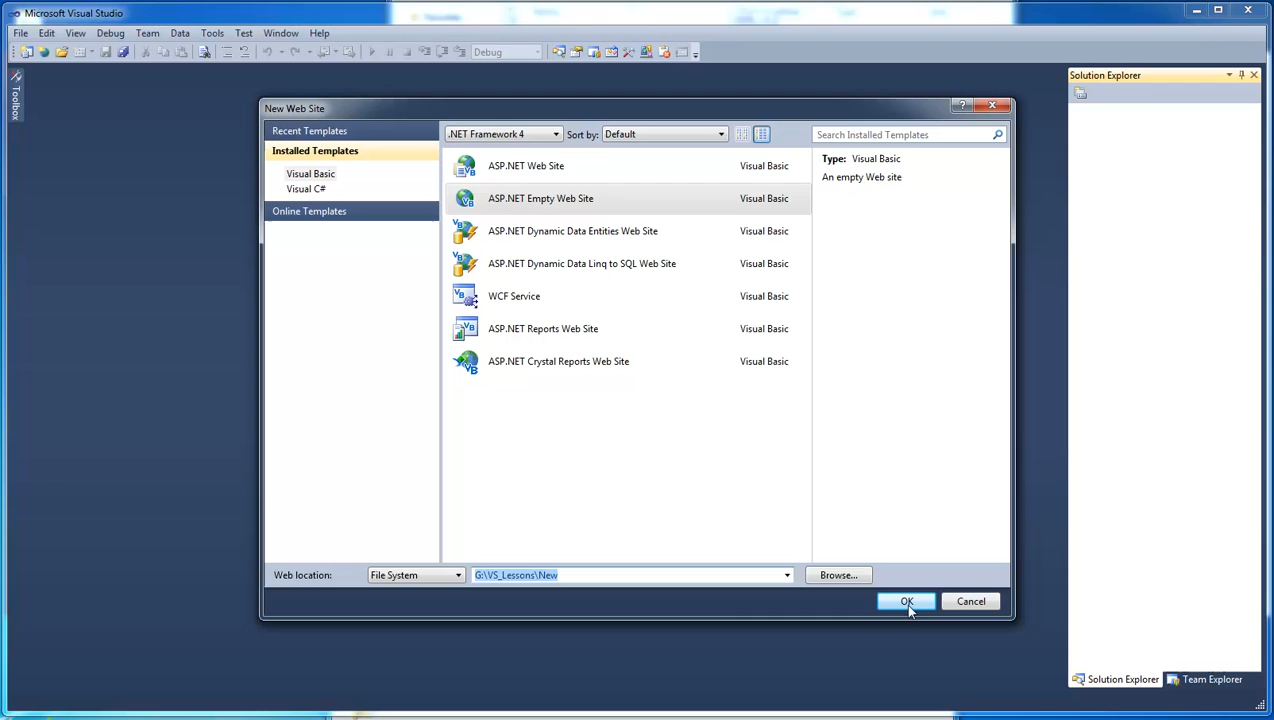 Microsoft Visual Studio
File Edit View Debug Team Data Tools Test Window Help
Debug
Toolbox
Solution Explorer
New Web Site
Recent Templates
Installed Templates
Visual Basic
Visual C#
Online Templates
.NET Framework 4 Sort by: Default Search Installed Templates
ASP.NET Web Site Visual Basic
ASP.NET Empty Web Site Visual Basic
ASP.NET Dynamic Data Entities Web Site Visual Basic
ASP.NET Dynamic Data Linq to SQL Web Site Visual Basic
WCF Service Visual Basic
ASP.NET Reports Web Site Visual Basic
ASP.NET Crystal Reports Web Site Visual Basic
Type: Visual Basic
An empty Web site
Web location: File System G:\VS_Lessons\New Browse...
OK Cancel
Solution Explorer Team Explorer